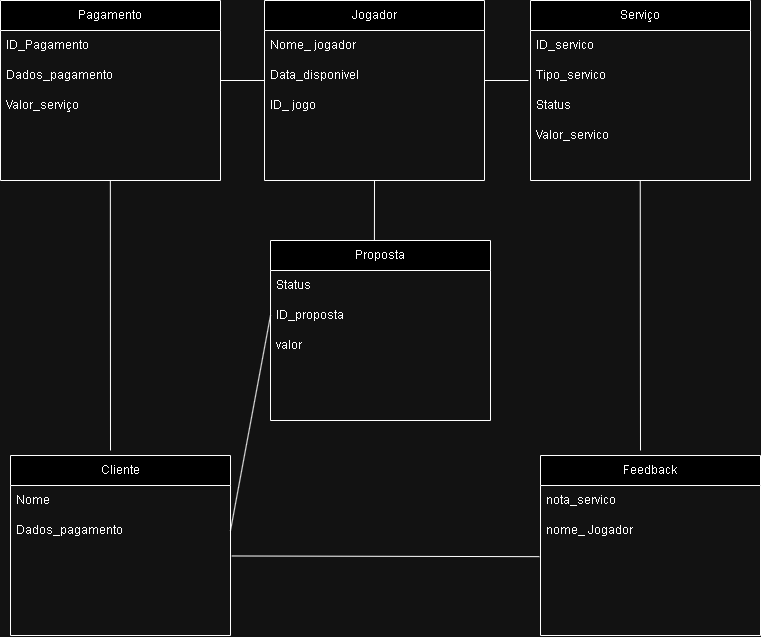 Pagamento
ID_Pagamento
Dados_pagamento
Valor_serviço
Jogador
Nome_ jogador
Data_disponivel
ID_ jogo
Serviço
ID_servico
Tipo_servico
Status
Valor_servico
Proposta
Status
ID_proposta
valor
Cliente
Nome
Dados_pagamento
Feedback
nota_servico
nome_ Jogador